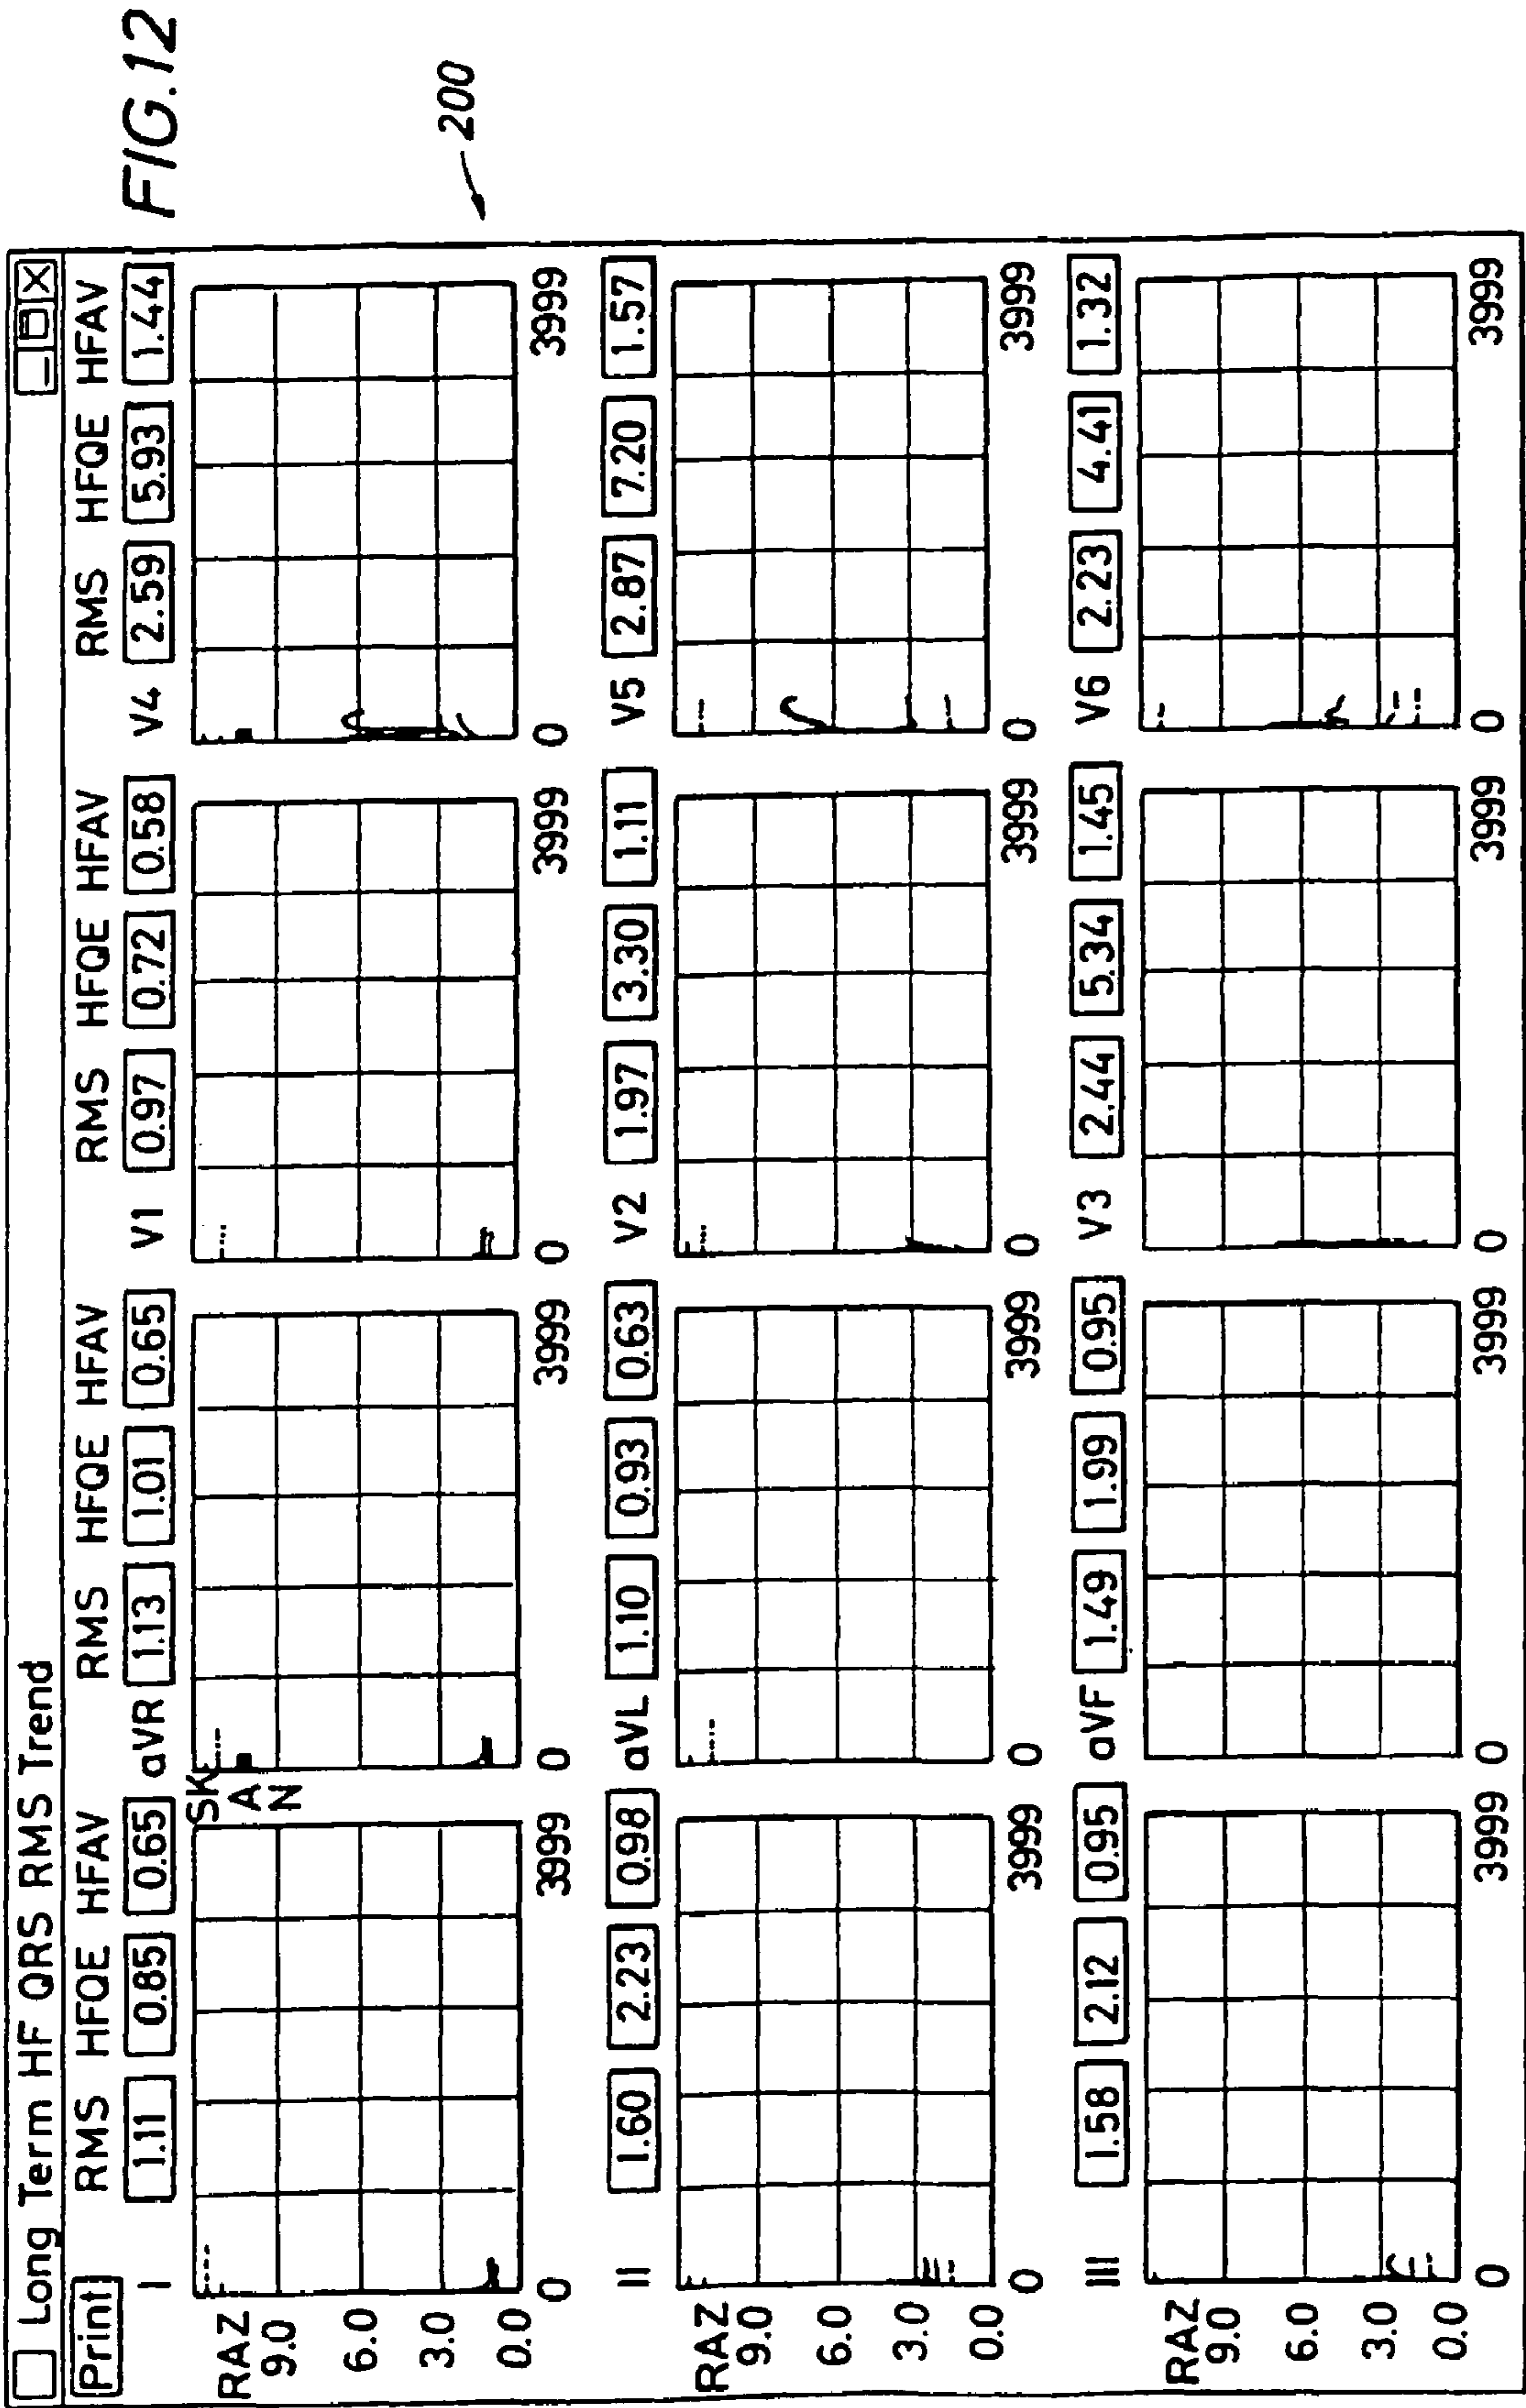 FIG.12
200
Long Term HF QRS RMS Trend
Print RMS HFQE HFAV RMS HFQE HFAV RMS HFQE HFAV RMS HFQE HFAV
I 1.11 0.85 0.65 aVR 1.13 1.01 0.65 V1 0.97 0.72 0.58 V4 2.59 5.93 1.44
RAZ SK
A
N
9.0
6.0
3.0
0.0
0 3999 0 3999 0 3999 0 3999
II 1.60 2.23 0.98 aVL 1.10 0.93 0.63 V2 1.97 3.30 1.11 V5 2.87 7.20 1.57
RAZ
9.0
6.0
3.0
0.0
0 3999 0 3999 0 3999 0 3999
III 1.58 2.12 0.95 aVF 1.49 1.99 0.95 V3 2.44 5.34 1.45 V6 2.23 4.41 1.32
RAZ
9.0
6.0
3.0
0.0
0 3999 0 3999 0 3999 0 3999